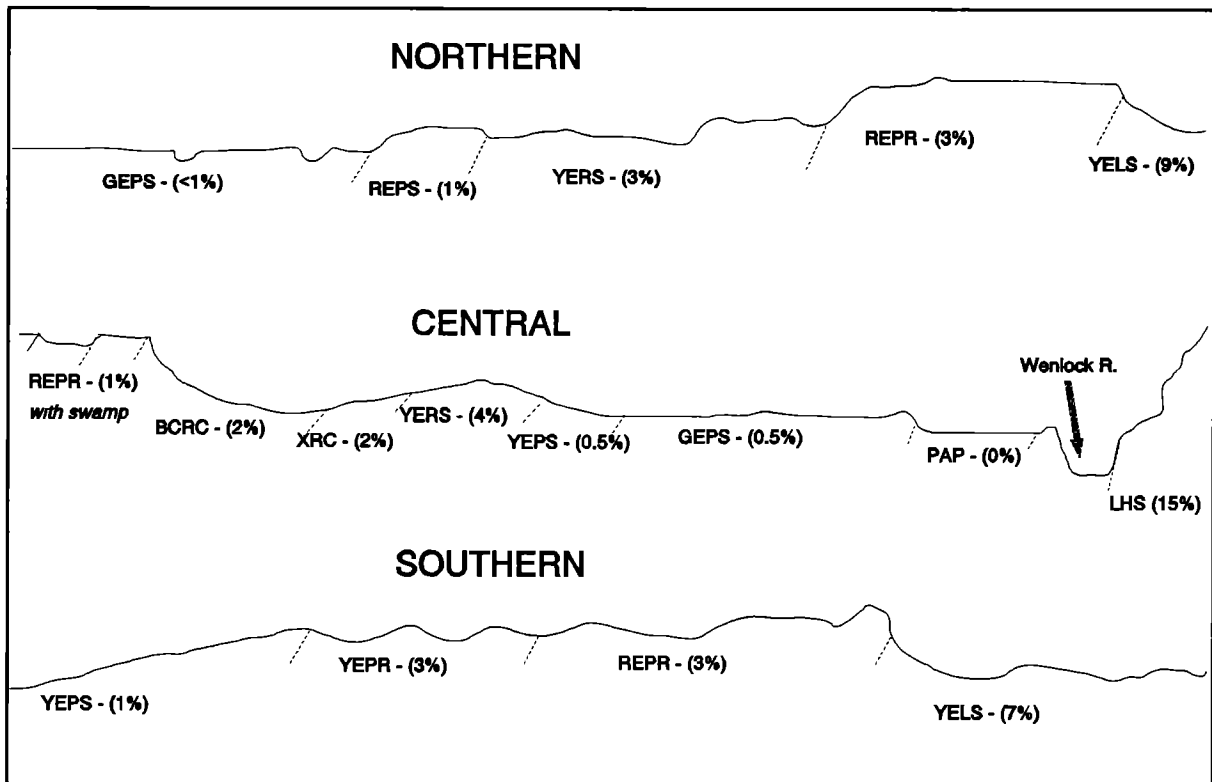 NORTHERN
GEPS - (<1%)
REPS - (1%)
YERS - (3%)
REPR - (3%)
YELS - (9%)
CENTRAL
Wenlock R.
REPR - (1%)
with swamp
BCRC - (2%)
XRC - (2%)
YERS - (4%)
YEPS - (0.5%)
GEPS - (0.5%)
PAP - (0%)
LHS (15%)
SOUTHERN
YEPS - (1%)
YEPR - (3%)
REPR - (3%)
YELS - (7%)